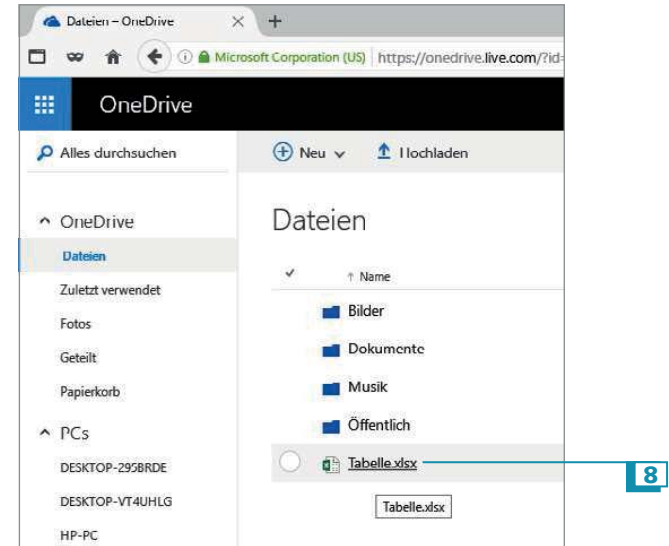 Dateien – OneDrive
Microsoft Corporation (US) https://onedrive.live.com/?id=
OneDrive
Alles durchsuchen
Neu
Hochladen
OneDrive
Dateien
Zuletzt verwendet
Fotos
Geteilt
Papierkorb
PCs
DESKTOP-295BRDE
DESKTOP-VT4UHLG
HP-PC
Dateien
Name
Bilder
Dokumente
Musik
Öffentlich
Tabelle.xlsx
Tabelle.xlsx
8